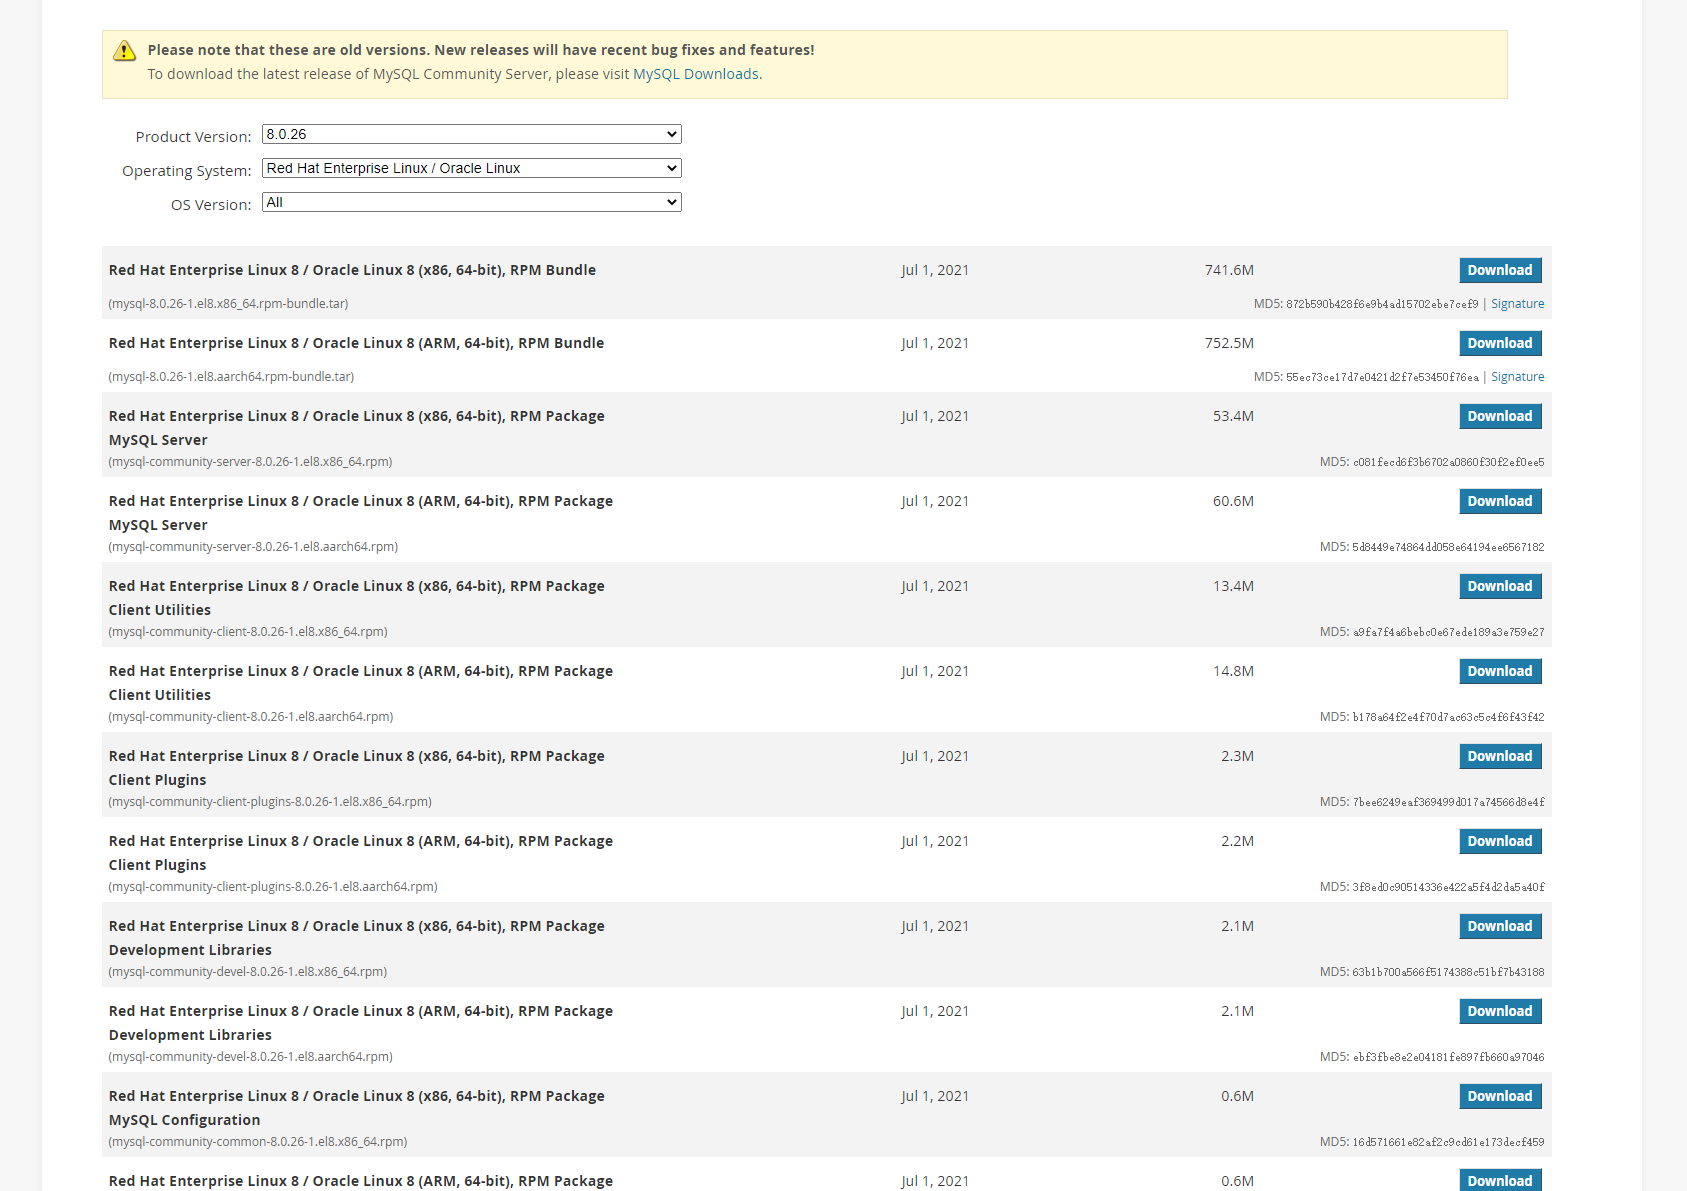 Please note that these are old versions. New releases will have recent bug fixes and features!
To download the latest release of MySQL Community Server, please visit MySQL Downloads.
Product Version: 8.0.26
Operating System: Red Hat Enterprise Linux / Oracle Linux
OS Version: All
Red Hat Enterprise Linux 8 / Oracle Linux 8 (x86, 64-bit), RPM Bundle Jul 1, 2021 741.6M Download
(mysql-8.0.26-1.el8.x86_64.rpm-bundle.tar) MD5: 872b590b428f6e9b4ad15702ebe7cef9 | Signature
Red Hat Enterprise Linux 8 / Oracle Linux 8 (ARM, 64-bit), RPM Bundle Jul 1, 2021 752.5M Download
(mysql-8.0.26-1.el8.aarch64.rpm-bundle.tar) MD5: 55ec73ce17d7e0421d2f7e53450f76ea | Signature
Red Hat Enterprise Linux 8 / Oracle Linux 8 (x86, 64-bit), RPM Package Jul 1, 2021 53.4M Download
MySQL Server
(mysql-community-server-8.0.26-1.el8.x86_64.rpm) MD5: c081fecd6f3b6702a0860f30f2ef0ee5
Red Hat Enterprise Linux 8 / Oracle Linux 8 (ARM, 64-bit), RPM Package Jul 1, 2021 60.6M Download
MySQL Server
(mysql-community-server-8.0.26-1.el8.aarch64.rpm) MD5: 5d8449e74864dd058e64194ee6567182
Red Hat Enterprise Linux 8 / Oracle Linux 8 (x86, 64-bit), RPM Package Jul 1, 2021 13.4M Download
Client Utilities
(mysql-community-client-8.0.26-1.el8.x86_64.rpm) MD5: a9fa7f4a6bebc0e67ede189a3e759e27
Red Hat Enterprise Linux 8 / Oracle Linux 8 (ARM, 64-bit), RPM Package Jul 1, 2021 14.8M Download
Client Utilities
(mysql-community-client-8.0.26-1.el8.aarch64.rpm) MD5: b178a64f2e4f70d7ac63c5c4f6f43f42
Red Hat Enterprise Linux 8 / Oracle Linux 8 (x86, 64-bit), RPM Package Jul 1, 2021 2.3M Download
Client Plugins
(mysql-community-client-plugins-8.0.26-1.el8.x86_64.rpm) MD5: 7bee6249eaf369499d017a74566d8e4f
Red Hat Enterprise Linux 8 / Oracle Linux 8 (ARM, 64-bit), RPM Package Jul 1, 2021 2.2M Download
Client Plugins
(mysql-community-client-plugins-8.0.26-1.el8.aarch64.rpm) MD5: 3f8ed0c90514336e422a5f4d2da5a40f
Red Hat Enterprise Linux 8 / Oracle Linux 8 (x86, 64-bit), RPM Package Jul 1, 2021 2.1M Download
Development Libraries
(mysql-community-devel-8.0.26-1.el8.x86_64.rpm) MD5: 63b1b700a566f5174388c51bf7b43188
Red Hat Enterprise Linux 8 / Oracle Linux 8 (ARM, 64-bit), RPM Package Jul 1, 2021 2.1M Download
Development Libraries
(mysql-community-devel-8.0.26-1.el8.aarch64.rpm) MD5: ebf3fbe8e2e04181fe897fb660a97046
Red Hat Enterprise Linux 8 / Oracle Linux 8 (x86, 64-bit), RPM Package Jul 1, 2021 0.6M Download
MySQL Configuration
(mysql-community-common-8.0.26-1.el8.x86_64.rpm) MD5: 16d571661e82af2c9cd61e173decf459
Red Hat Enterprise Linux 8 / Oracle Linux 8 (ARM, 64-bit), RPM Package Jul 1, 2021 0.6M Download